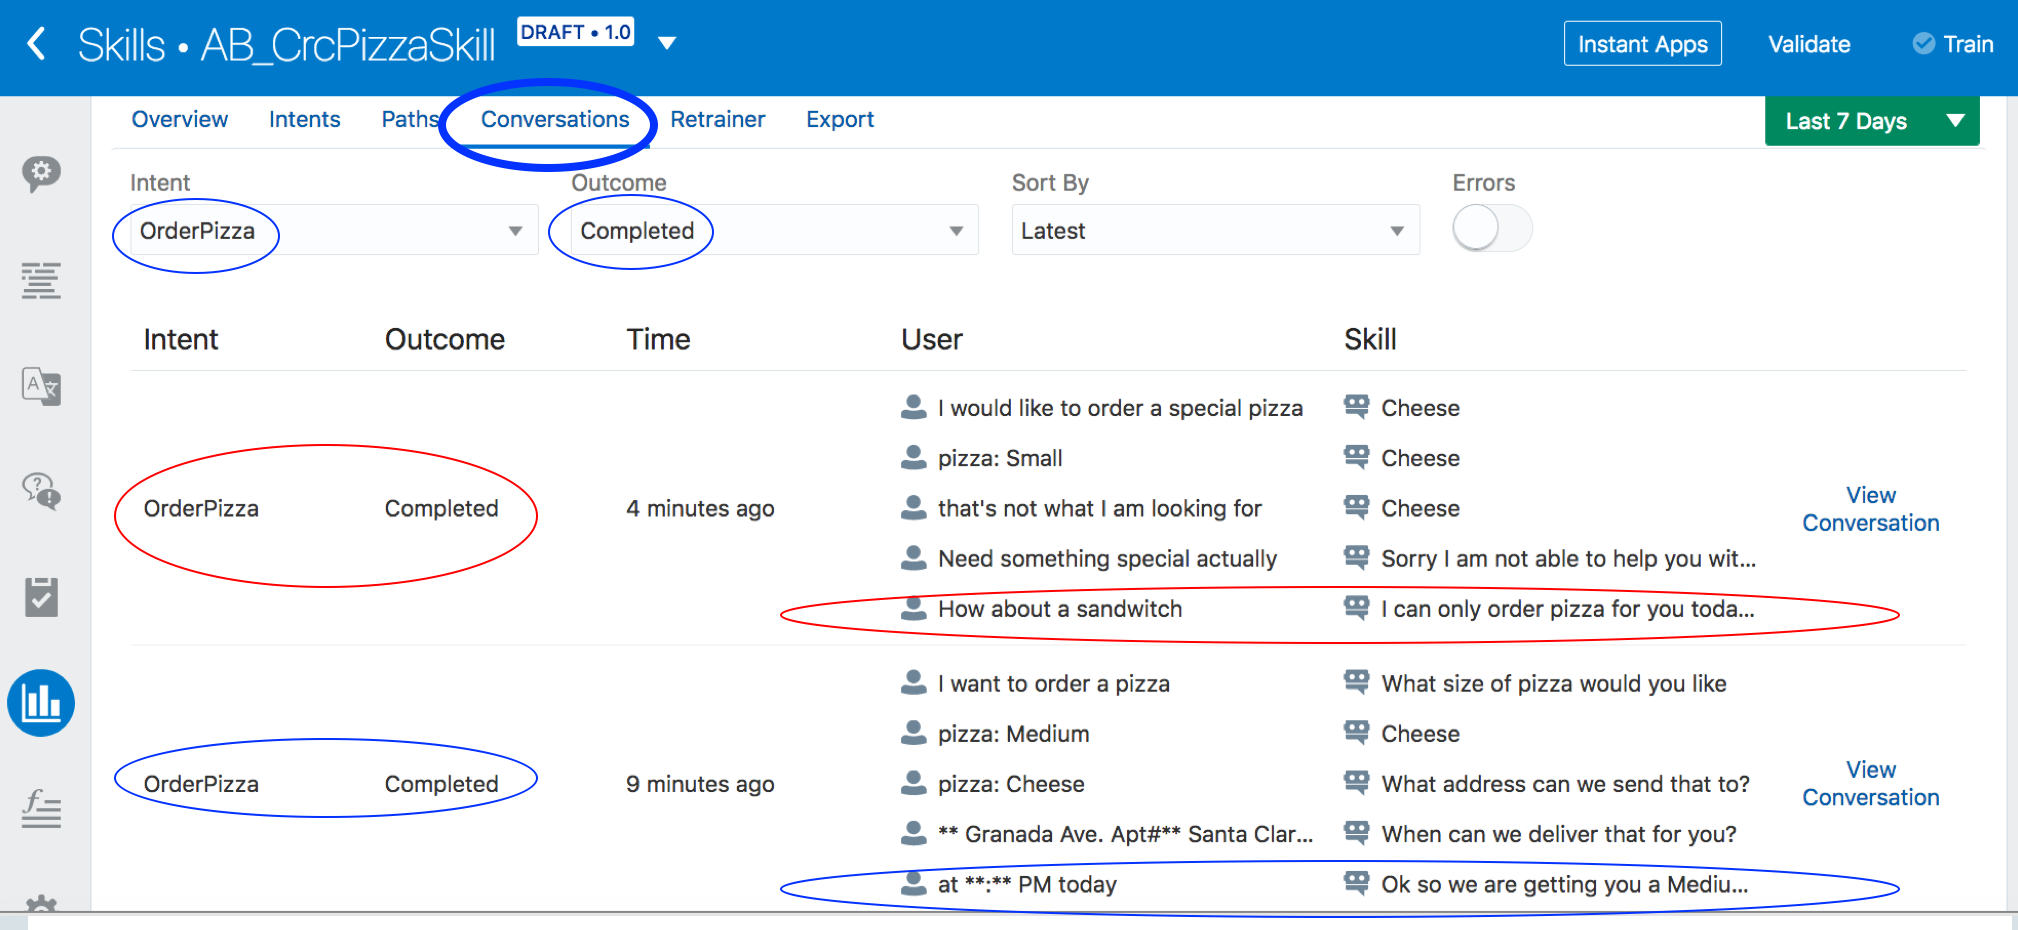 Skills • AB_CrcPizzaSkill DRAFT • 1.0
Instant Apps Validate Train
Overview Intents Paths Conversations Retrainer Export Last 7 Days
Intent Outcome Sort By Errors
OrderPizza Completed Latest
Intent Outcome Time User Skill
I would like to order a special pizza Cheese
pizza: Small Cheese
OrderPizza Completed 4 minutes ago that's not what I am looking for Cheese View Conversation
Need something special actually Sorry I am not able to help you wit...
How about a sandwitch I can only order pizza for you toda...
I want to order a pizza What size of pizza would you like
pizza: Medium Cheese
OrderPizza Completed 9 minutes ago pizza: Cheese What address can we send that to? View Conversation
** Granada Ave. Apt#** Santa Clar... When can we deliver that for you?
at **:** PM today Ok so we are getting you a Mediu...